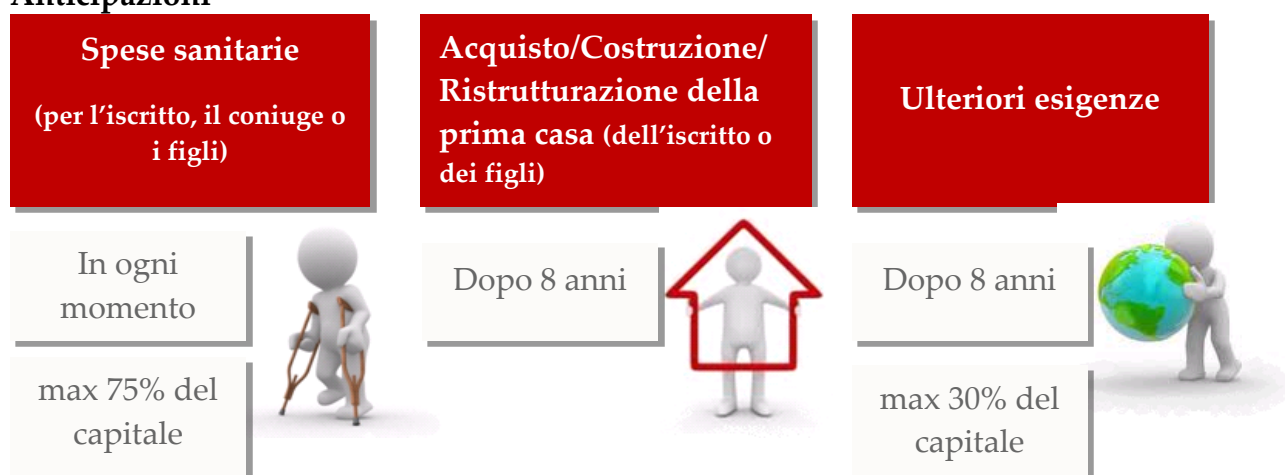 Anticipazioni
Spese sanitarie
(per l’iscritto, il coniuge o
i figli)
In ogni
momento
max 75% del
capitale
Acquisto/Costruzione/
Ristrutturazione della
prima casa (dell’iscritto o
dei figli)
Dopo 8 anni
Ulteriori esigenze
Dopo 8 anni
max 30% del
capitale